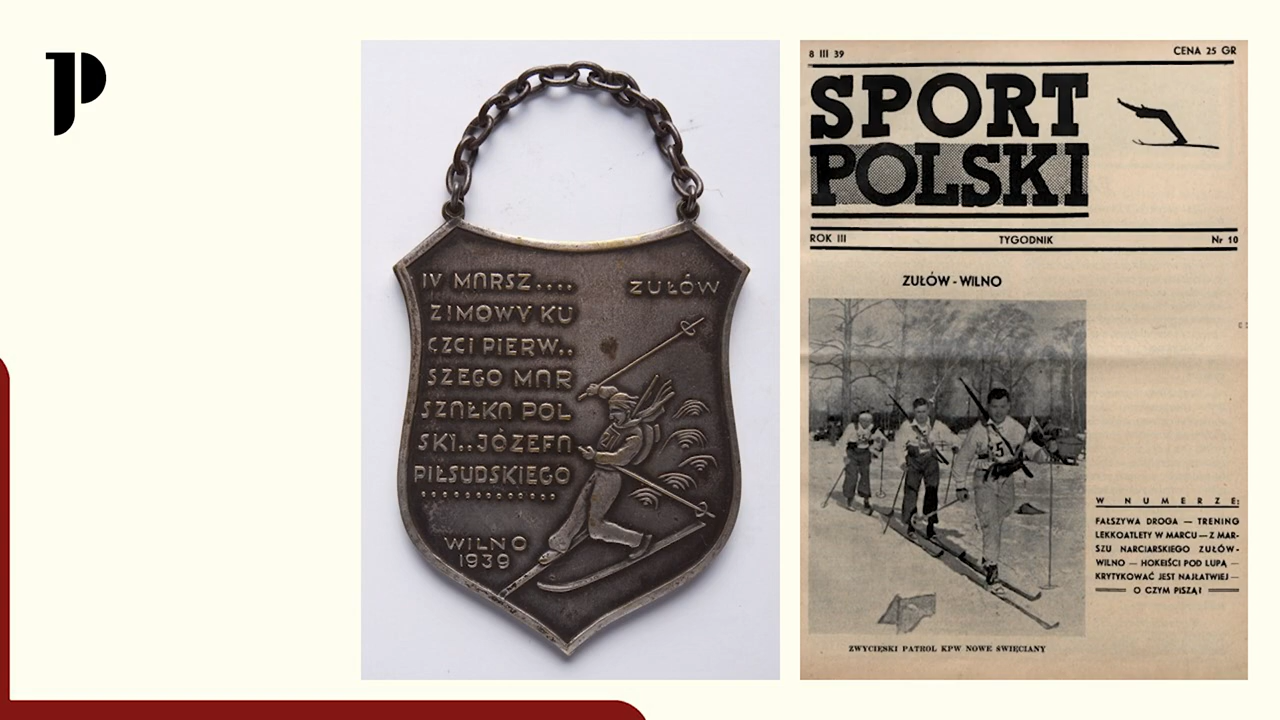 IV MARSZ....
ZIMOWY KU
CZCI PIERW..
SZEGO MAR
SZAŁKA POL
SKI..JÓZEFA
PIŁSUDSKIEGO
.............
ZUŁÓW
WILNO
1939
8 III 39
CENA 25 GR
SPORT
POLSKI
ROK III
TYGODNIK
Nr 10
ZUŁÓW - WILNO
W NUMERZE:
FAŁSZYWA DROGA — TRENING
LEKKOATLETY W MARCU — Z MAR-
SZU NARCIARSKIEGO ZUŁÓW-
WILNO — HOKEIŚCI POD LUPĄ —
KRYTYKOWAĆ JEST NAJŁATWIEJ —
O CZYM PISZĄ?
ZWYCIĘSKI PATROL KPW NOWE ŚWIĘCIANY